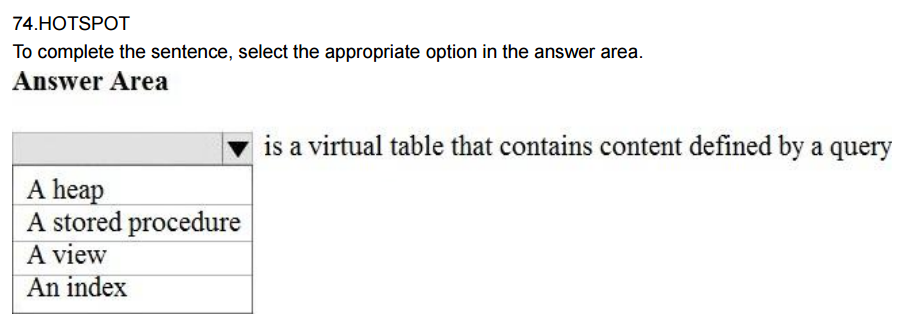 74.HOTSPOT
To complete the sentence, select the appropriate option in the answer area.
Answer Area
is a virtual table that contains content defined by a query
A heap
A stored procedure
A view
An index